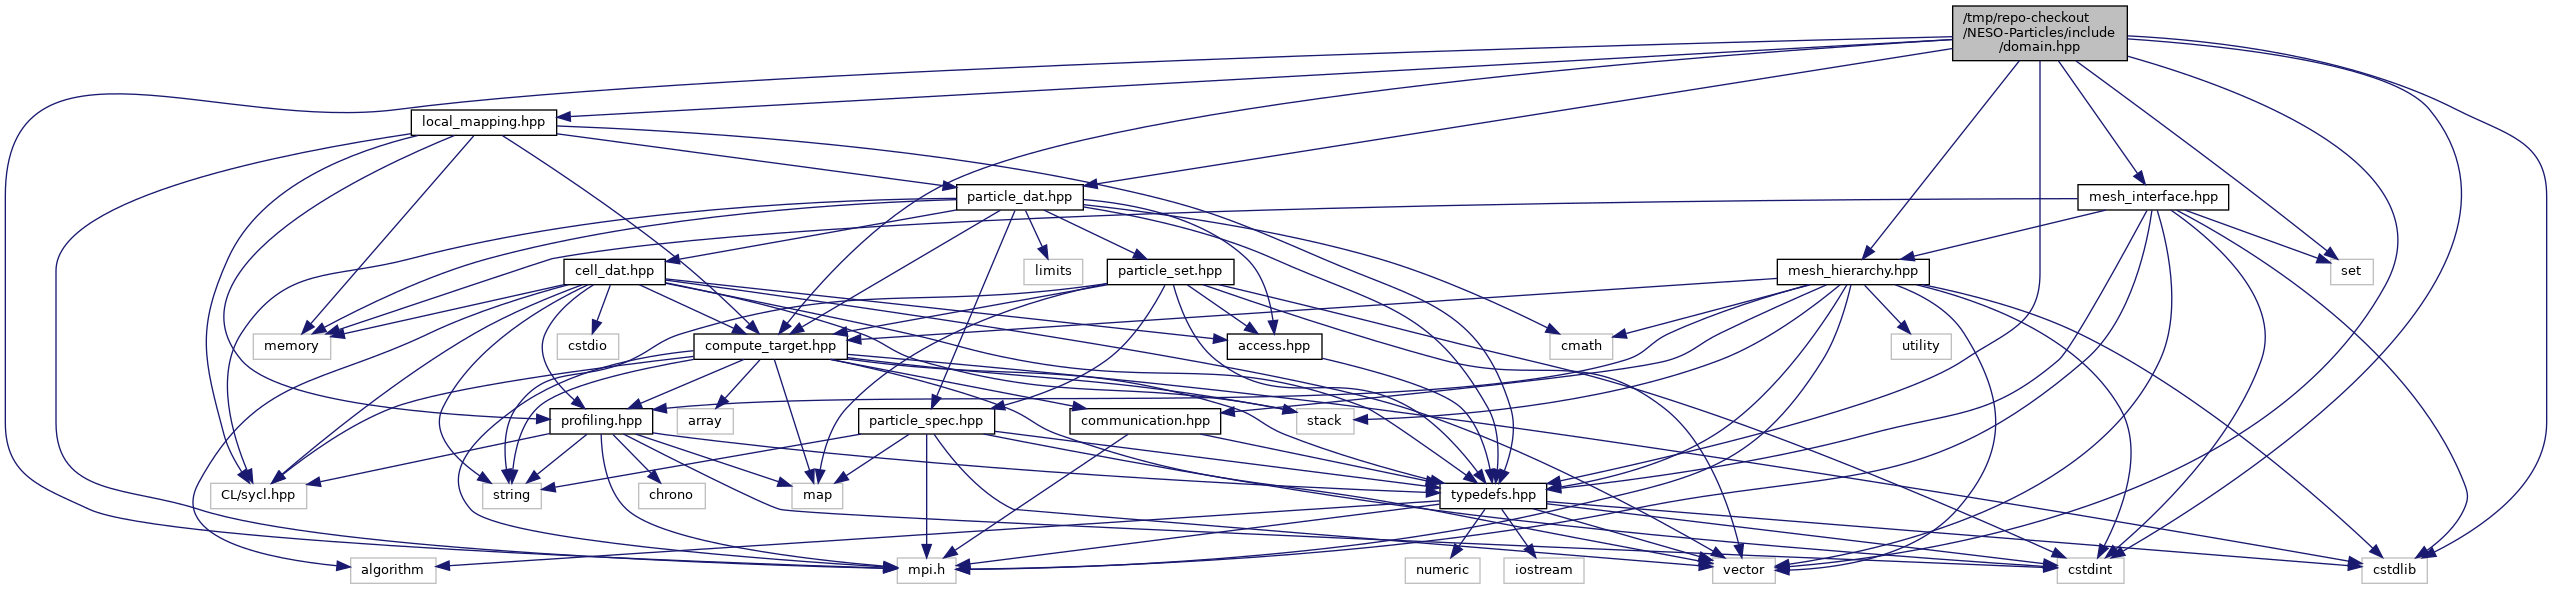 /tmp/repo-checkout
/NESO-Particles/include
/domain.hpp
local_mapping.hpp
particle_dat.hpp
mesh_interface.hpp
cell_dat.hpp
limits
particle_set.hpp
mesh_hierarchy.hpp
set
memory
cstdio
compute_target.hpp
access.hpp
cmath
utility
profiling.hpp
array
particle_spec.hpp
communication.hpp
stack
CL/sycl.hpp
string
chrono
map
typedefs.hpp
algorithm
mpi.h
numeric
iostream
vector
cstdint
cstdlib